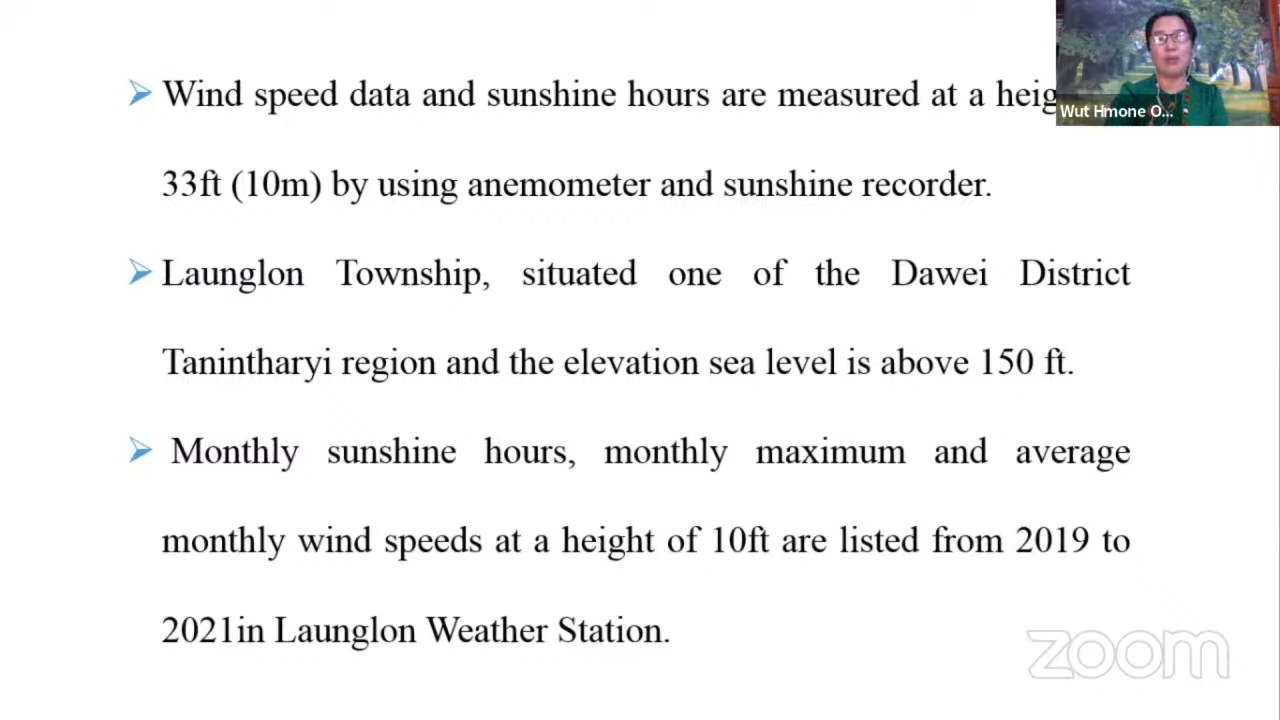 Wind speed data and sunshine hours are measured at a heig
33ft (10m) by using anemometer and sunshine recorder.
Launglon Township, situated one of the Dawei District
Tanintharyi region and the elevation sea level is above 150 ft.
Monthly sunshine hours, monthly maximum and average
monthly wind speeds at a height of 10ft are listed from 2019 to
2021in Launglon Weather Station.
Wut Hmone O...
zoom